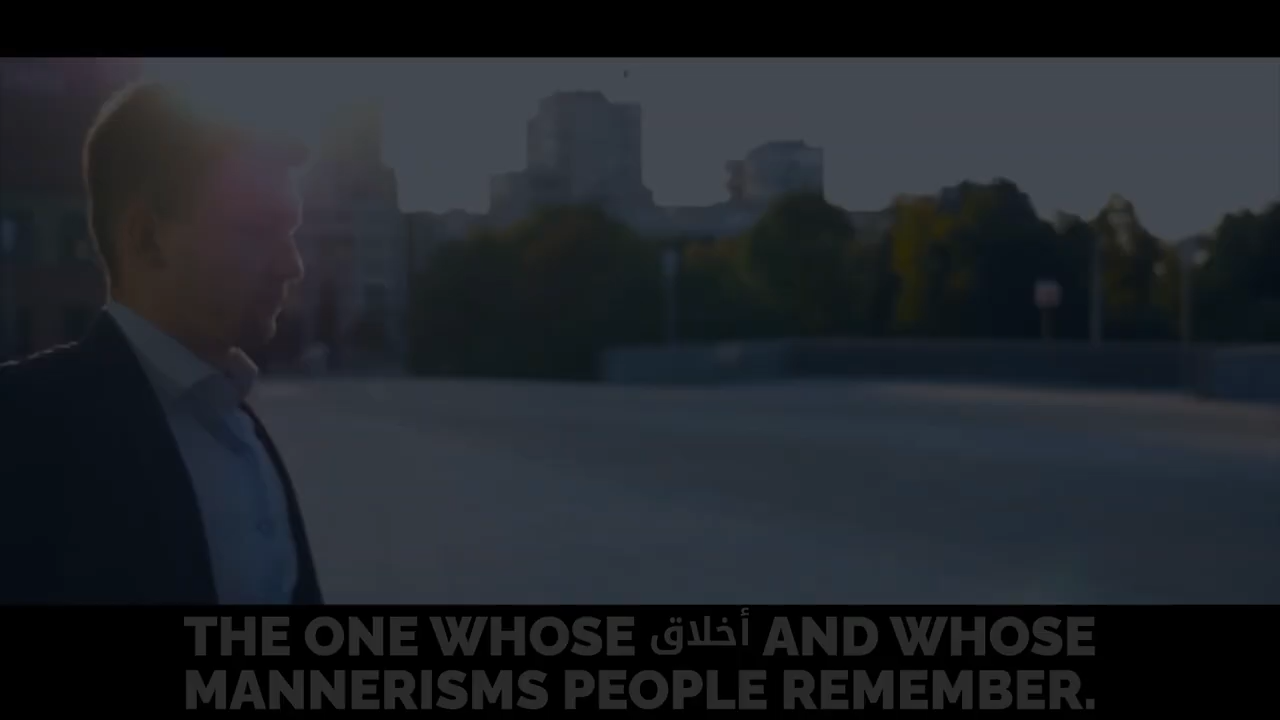 THE ONE WHOSE أخلاق AND WHOSE
MANNERISMS PEOPLE REMEMBER.